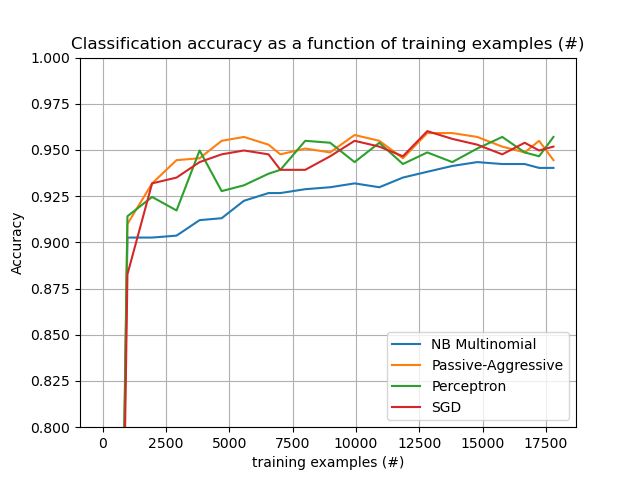 Classification accuracy as a function of training examples (#)
1.000
0.975
0.950
0.925
0.900
0.875
0.850
0.825
0.800
Accuracy
NB Multinomial
Passive-Aggressive
Perceptron
SGD
0 2500 5000 7500 10000 12500 15000 17500
training examples (#)